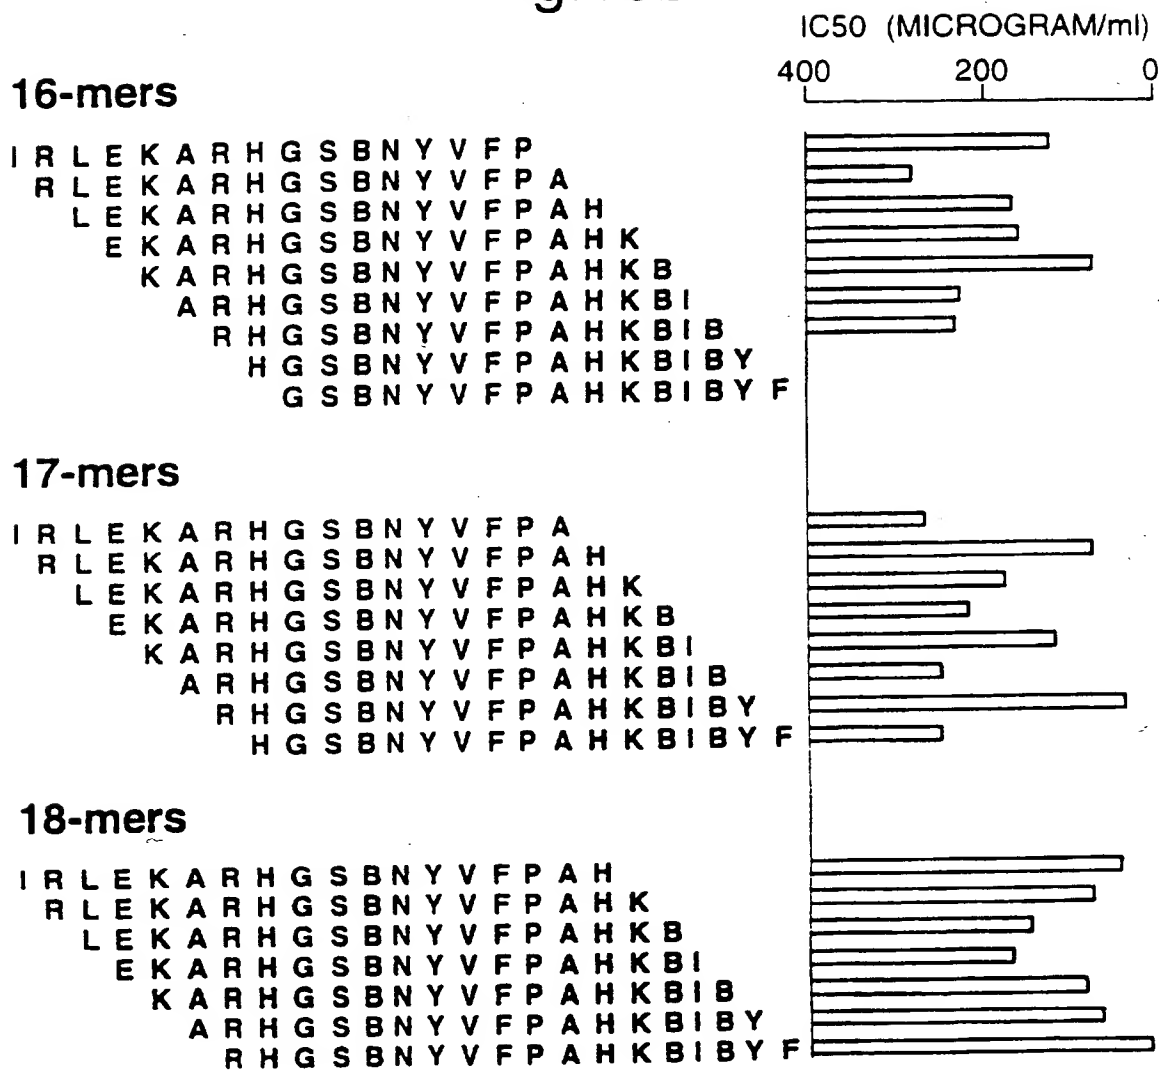 IC50 (MICROGRAM/ml)
400 200 0
16-mers
I R L E K A R H G S B N Y V F P
R L E K A R H G S B N Y V F P A
L E K A R H G S B N Y V F P A H
E K A R H G S B N Y V F P A H K
K A R H G S B N Y V F P A H K B
A R H G S B N Y V F P A H K B I
R H G S B N Y V F P A H K B I B
H G S B N Y V F P A H K B I B Y
G S B N Y V F P A H K B I B Y F
17-mers
I R L E K A R H G S B N Y V F P A
R L E K A R H G S B N Y V F P A H
L E K A R H G S B N Y V F P A H K
E K A R H G S B N Y V F P A H K B
K A R H G S B N Y V F P A H K B I
A R H G S B N Y V F P A H K B I B
R H G S B N Y V F P A H K B I B Y
H G S B N Y V F P A H K B I B Y F
18-mers
I R L E K A R H G S B N Y V F P A H
R L E K A R H G S B N Y V F P A H K
L E K A R H G S B N Y V F P A H K B
E K A R H G S B N Y V F P A H K B I
K A R H G S B N Y V F P A H K B I B
A R H G S B N Y V F P A H K B I B Y
R H G S B N Y V F P A H K B I B Y F